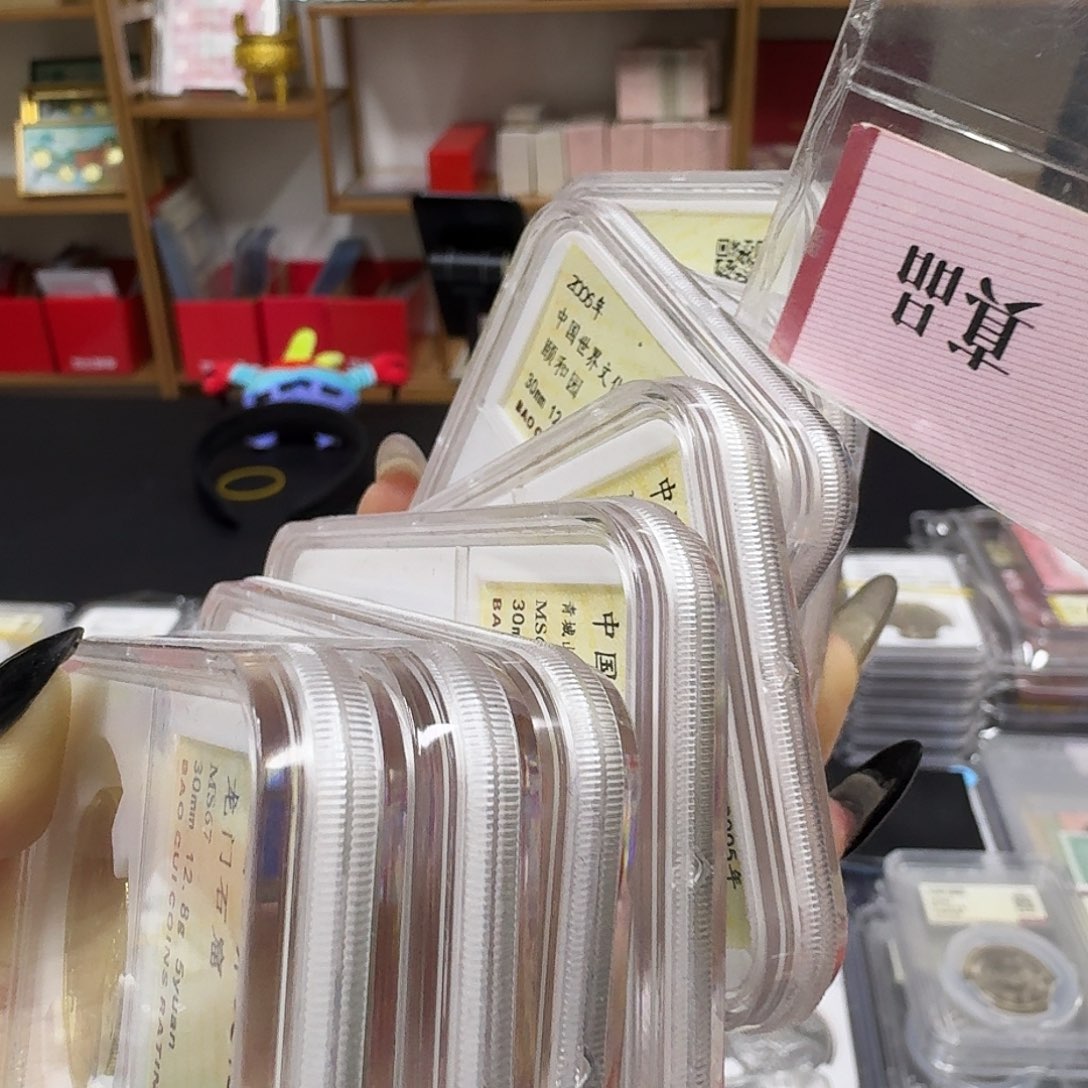 真品
2006年
中国世界文化
颐和园
30mm 12
BAO C
中
中国
青城山
MS6
30m
BA
2005年
龙门石窟
MS67
30mm 12.8g 5yuan
BAO CUI COINS RATIN